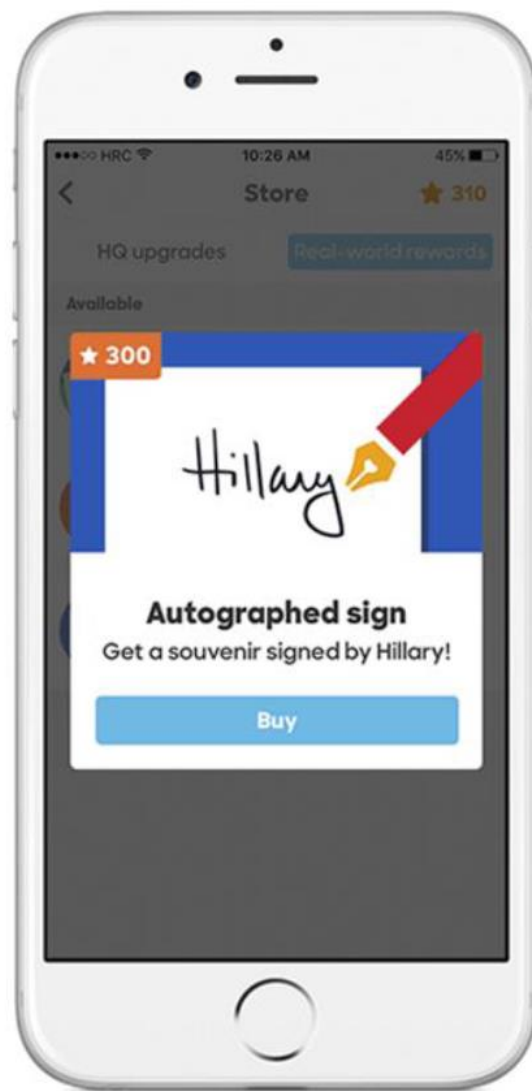 HRC 10:26 AM 45%
Store 310
HQ upgrades Real-world rewards
Available
300
Hillary
Autographed sign
Get a souvenir signed by Hillary!
Buy